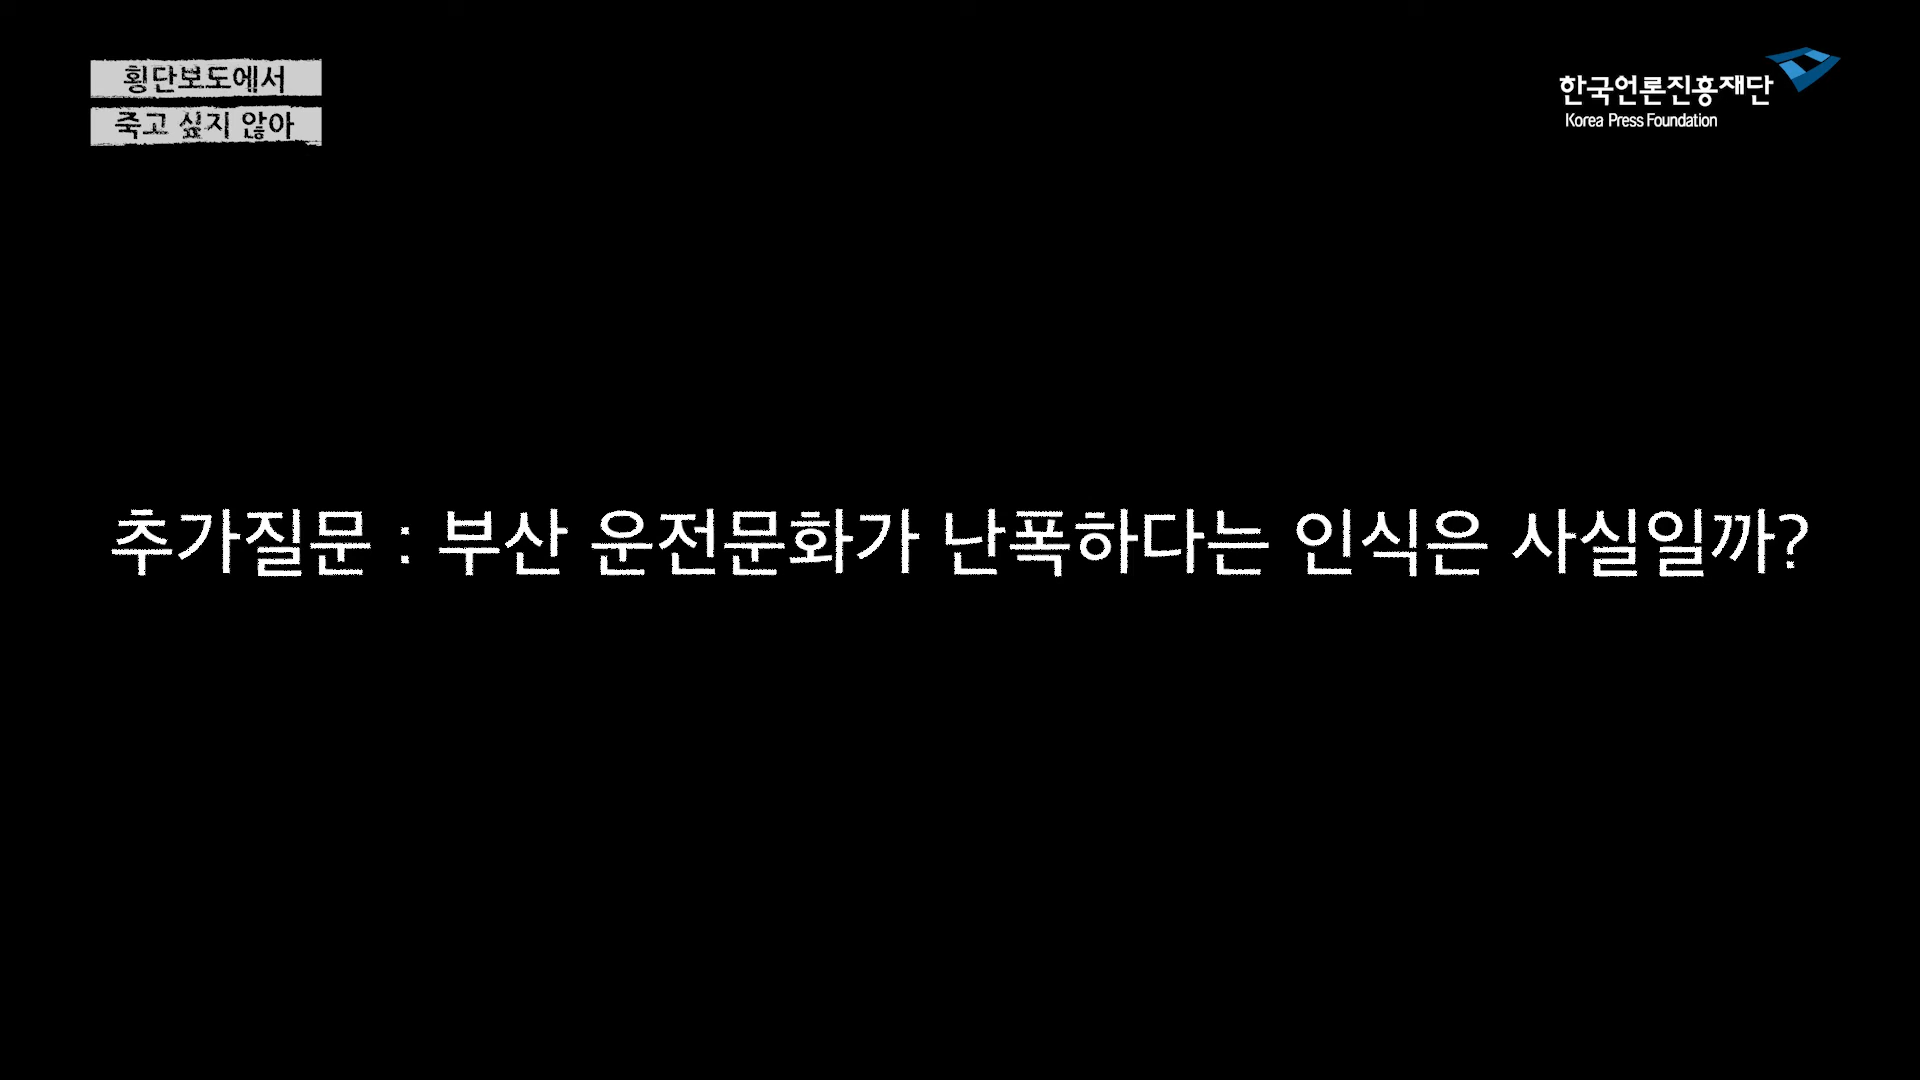 횡단보도에서
죽고 싶지 않아
한국언론진흥재단
Korea Press Foundation
추가질문 : 부산 운전문화가 난폭하다는 인식은 사실일까?